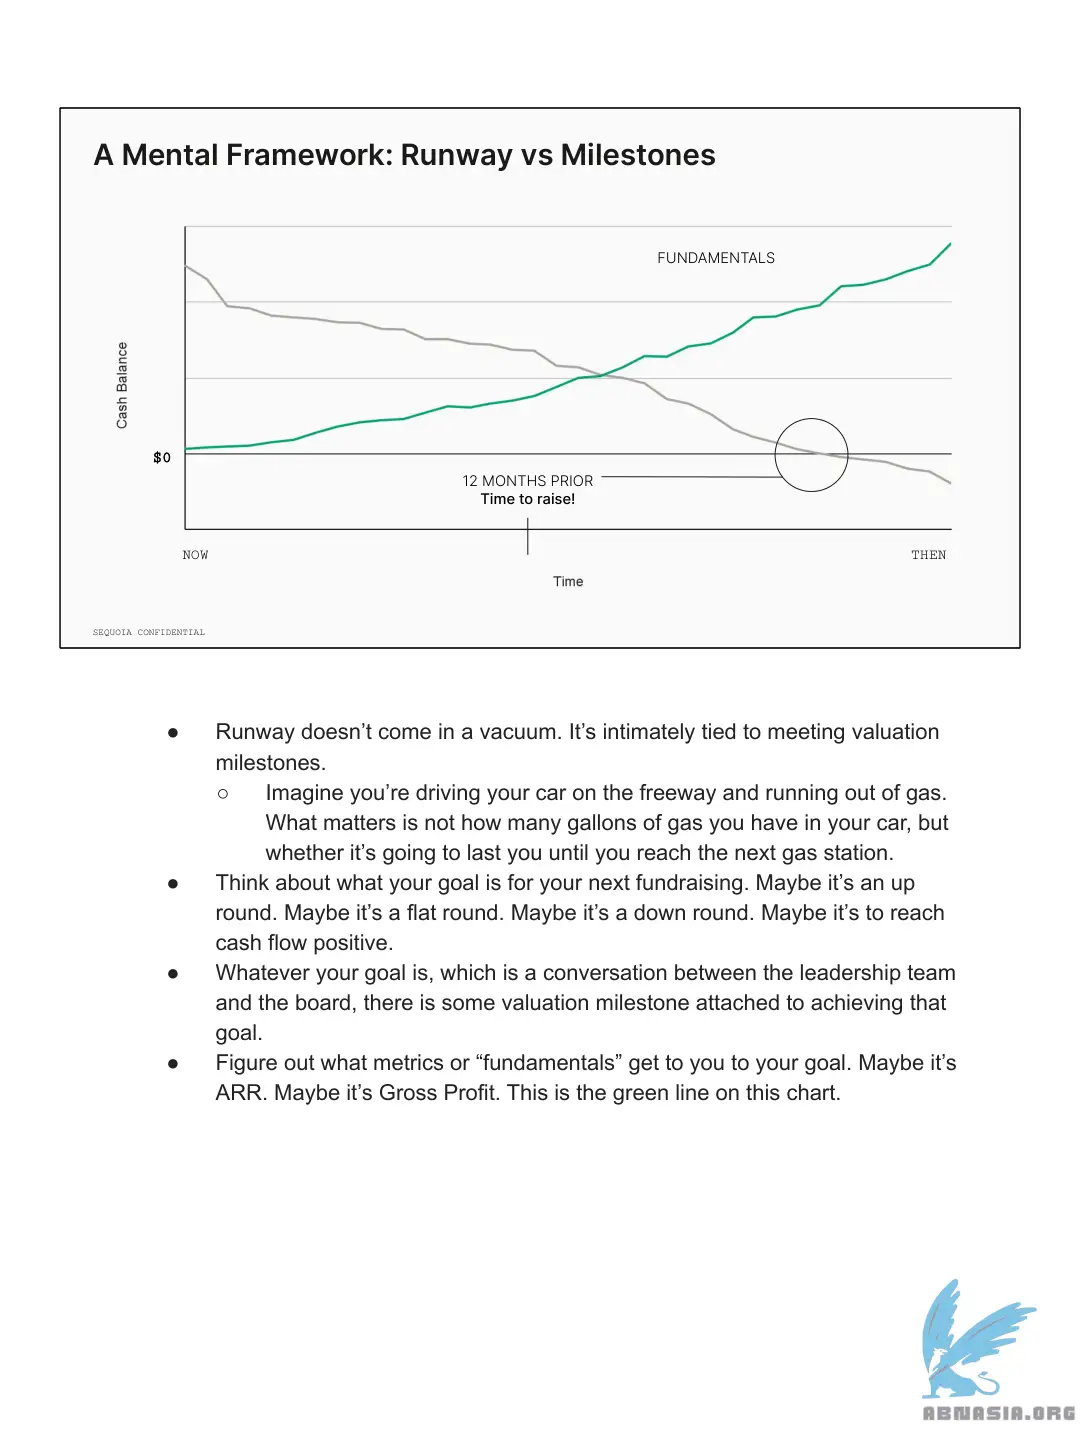 A Mental Framework: Runway vs Milestones
FUNDAMENTALS
Cash Balance
$0
12 MONTHS PRIOR
Time to raise!
NOW
THEN
Time
SEQUOIA CONFIDENTIAL
● Runway doesn’t come in a vacuum. It’s intimately tied to meeting valuation
milestones.
○ Imagine you’re driving your car on the freeway and running out of gas.
What matters is not how many gallons of gas you have in your car, but
whether it’s going to last you until you reach the next gas station.
● Think about what your goal is for your next fundraising. Maybe it’s an up
round. Maybe it’s a flat round. Maybe it’s a down round. Maybe it’s to reach
cash flow positive.
● Whatever your goal is, which is a conversation between the leadership team
and the board, there is some valuation milestone attached to achieving that
goal.
● Figure out what metrics or “fundamentals” get to you to your goal. Maybe it’s
ARR. Maybe it’s Gross Profit. This is the green line on this chart.
ABNASIA.ORG